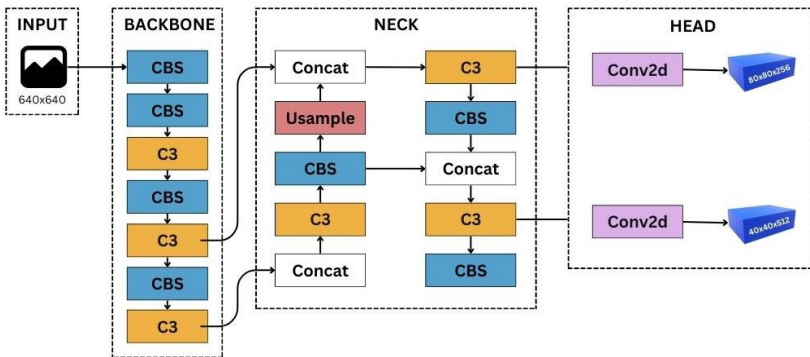 INPUT
640x640
BACKBONE
CBS
CBS
C3
CBS
C3
CBS
C3
NECK
Concat
Usample
CBS
C3
Concat
C3
CBS
Concat
C3
CBS
HEAD
Conv2d
80x80x256
Conv2d
40x40x512